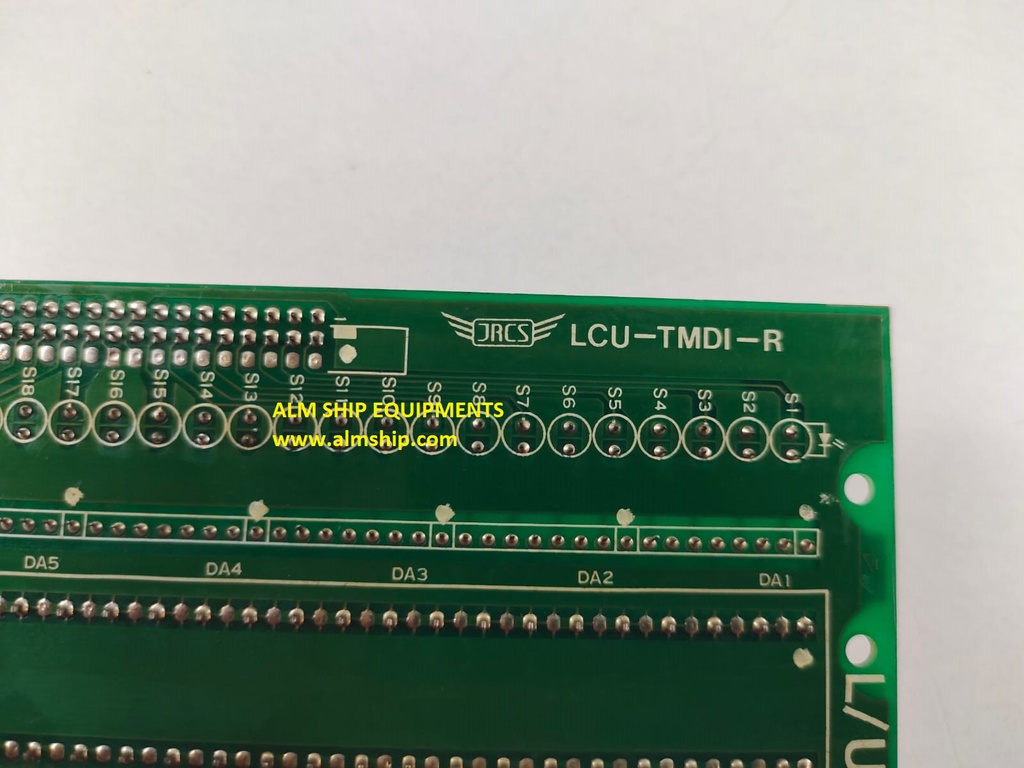 JRCS LCU-TMDI-R
1
S18 S17 S16 S15 S14 S13 S12 S11 S10 S9 S8 S7 S6 S5 S4 S3 S2 S1
ALM SHIP EQUIPMENTS
www.almship.com
DA5 DA4 DA3 DA2 DA1
L/U